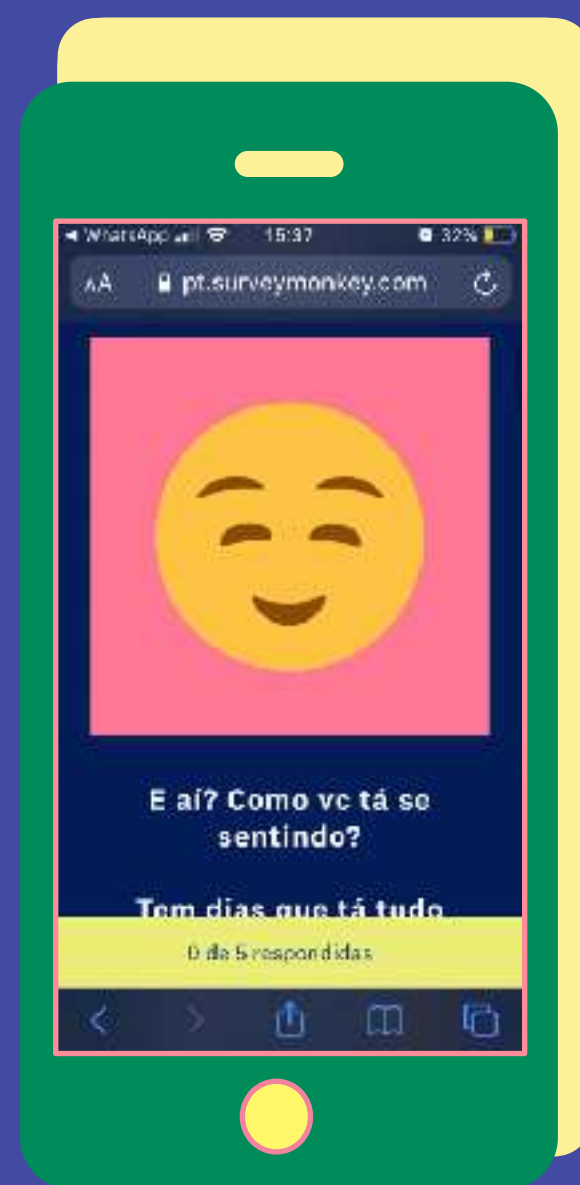 WhatsApp 15:37 32%
AA pt.surveymonkey.com
E aí? Como vc tá se
sentindo?
Tem dias que tá tudo
0 de 5 respondidas